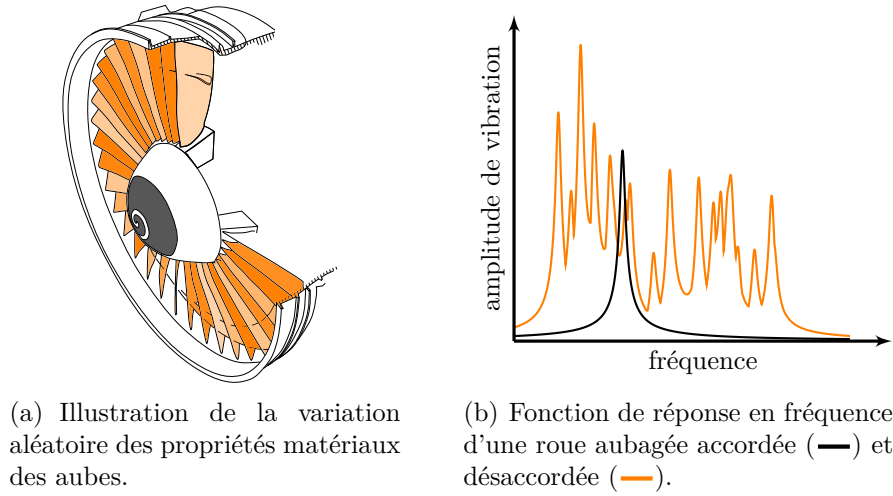 amplitude de vibration
fréquence
(a) Illustration de la variation
aléatoire des propriétés matériaux
des aubes.
(b) Fonction de réponse en fréquence
d'une roue aubagée accordée (—) et
désaccordée (—).